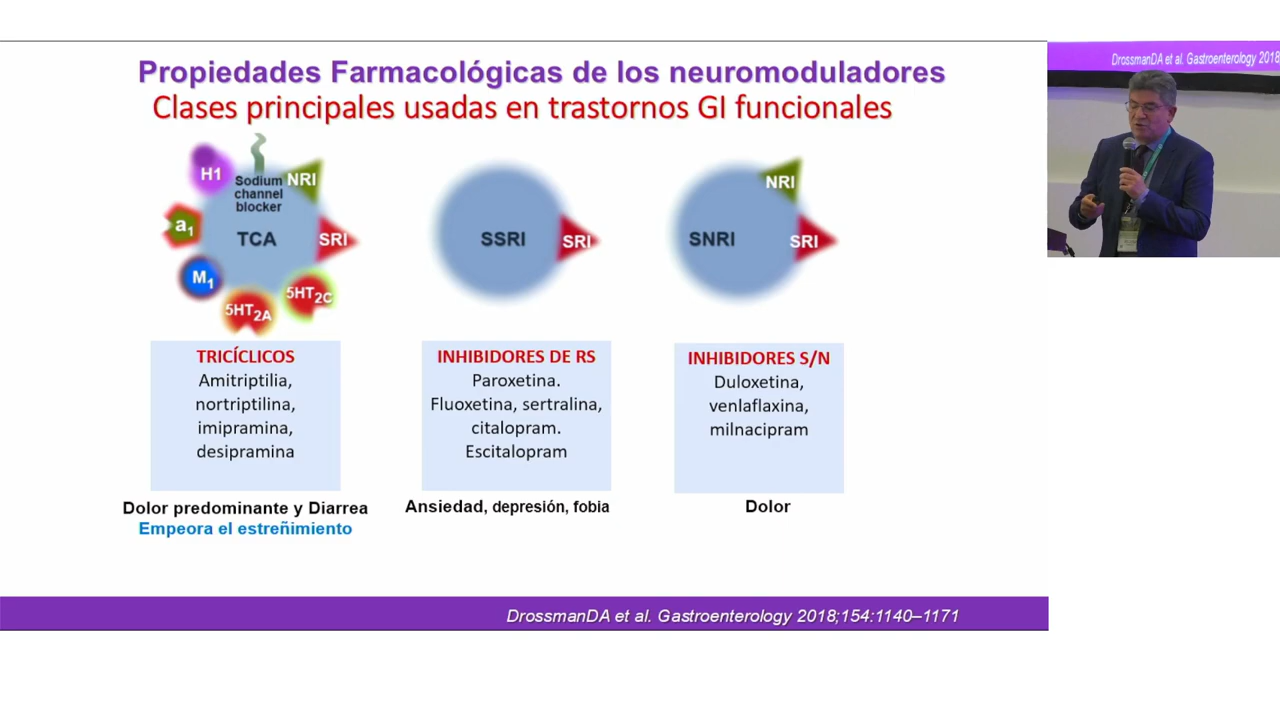 Propiedades Farmacológicas de los neuromoduladores
Clases principales usadas en trastornos GI funcionales
H1
Sodium
channel
blocker
NRI
a1
TCA
SRI
M1
5HT2A
5HT2C
SSRI
SRI
NRI
SNRI
SRI
TRICÍCLICOS
Amitriptilia,
nortriptilina,
imipramina,
desipramina
INHIBIDORES DE RS
Paroxetina.
Fluoxetina, sertralina,
citalopram.
Escitalopram
INHIBIDORES S/N
Duloxetina,
venlaflaxina,
milnacipram
Dolor predominante y Diarrea
Empeora el estreñimiento
Ansiedad, depresión, fobia
Dolor
DrossmanDA et al. Gastroenterology 2018;154:1140–1171
DrossmanDA et al. Gastroenterology 2018